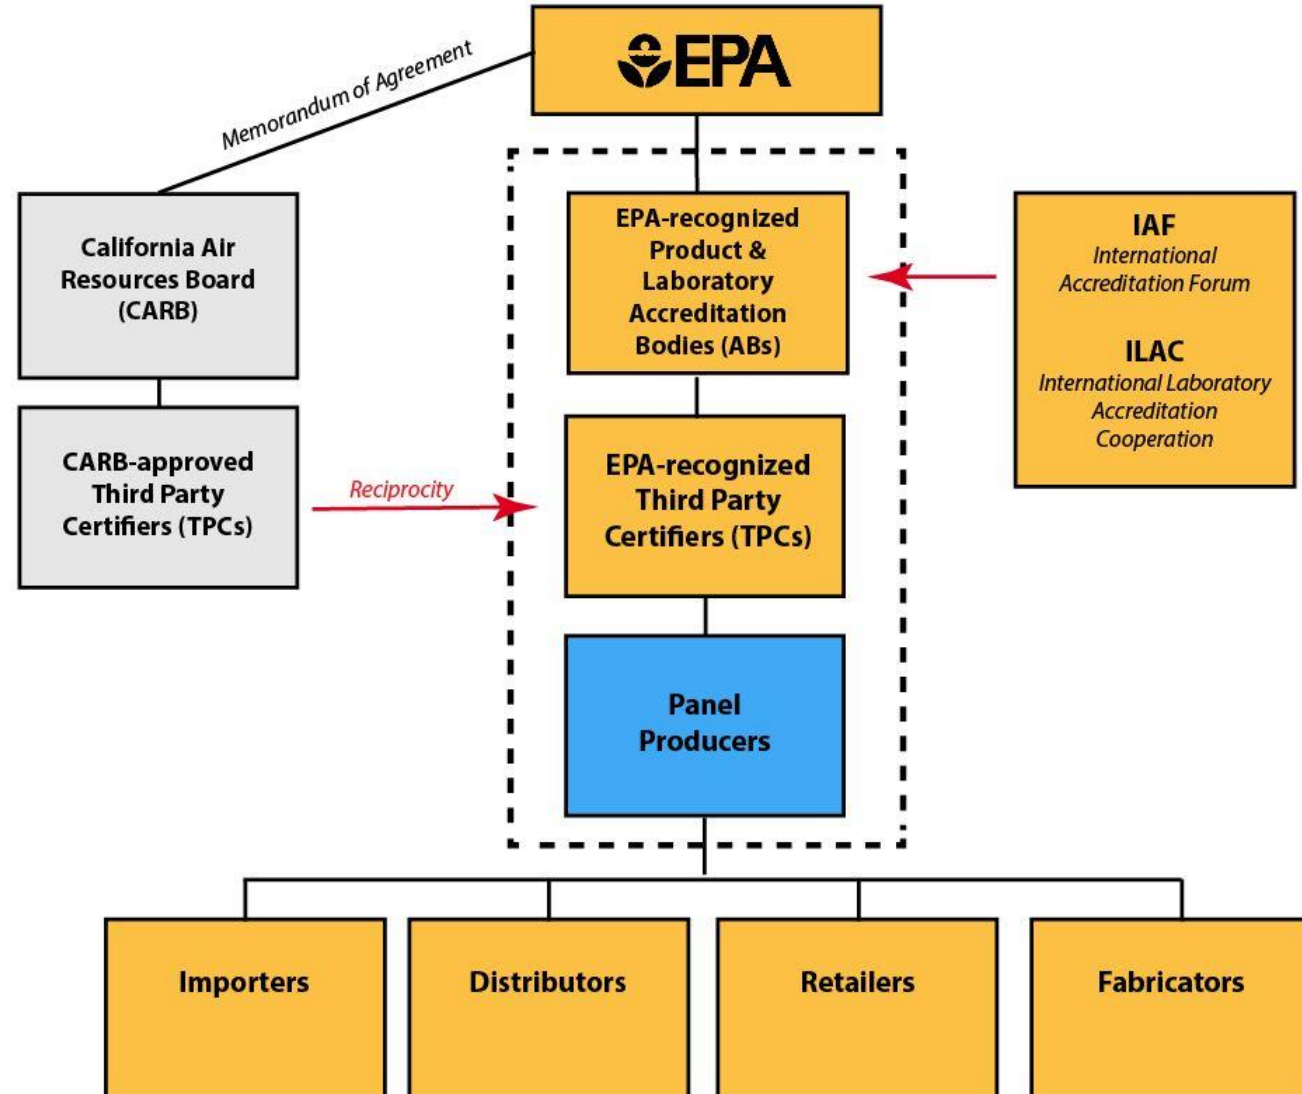 EPA
Memorandum of Agreement
California Air
Resources Board
(CARB)
EPA-recognized
Product &
Laboratory
Accreditation
Bodies (ABs)
IAF
International
Accreditation Forum
ILAC
International Laboratory
Accreditation
Cooperation
CARB-approved
Third Party
Certifiers (TPCs)
Reciprocity
EPA-recognized
Third Party
Certifiers (TPCs)
Panel
Producers
Importers
Distributors
Retailers
Fabricators